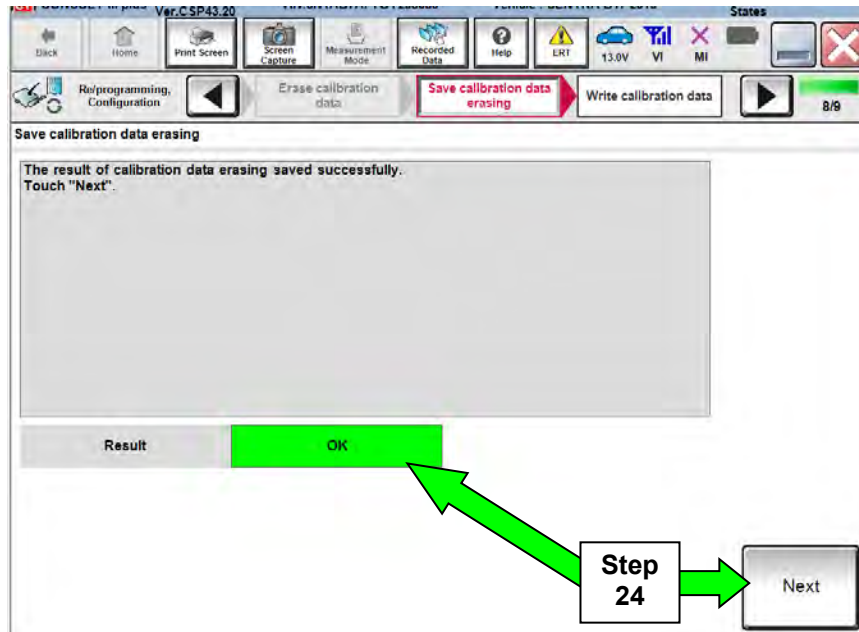 Ver.CSP43.20
States
Back
Home
Print Screen
Screen
Capture
Measurement
Mode
Recorded
Data
Help
ERT
13.0V
VI
MI
Re/programming,
Configuration
Erase calibration
data
Save calibration data
erasing
Write calibration data
8/9
Save calibration data erasing
The result of calibration data erasing saved successfully.
Touch "Next".
Result
OK
Step
24
Next